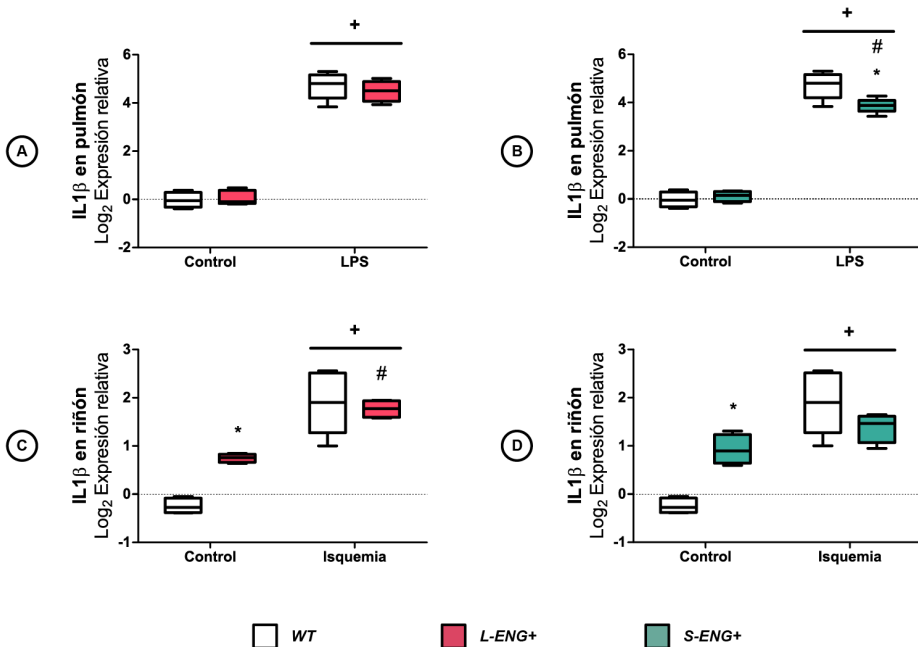 A
IL1β en pulmón
Log₂ Expresión relativa
6
4
2
0
-2
+
Control
LPS
B
IL1β en pulmón
Log₂ Expresión relativa
6
4
2
0
-2
+
#
*
Control
LPS
C
IL1β en riñón
Log₂ Expresión relativa
3
2
1
0
-1
*
+
#
Control
Isquemia
D
IL1β en riñón
Log₂ Expresión relativa
3
2
1
0
-1
*
+
Control
Isquemia
WT
L-ENG+
S-ENG+